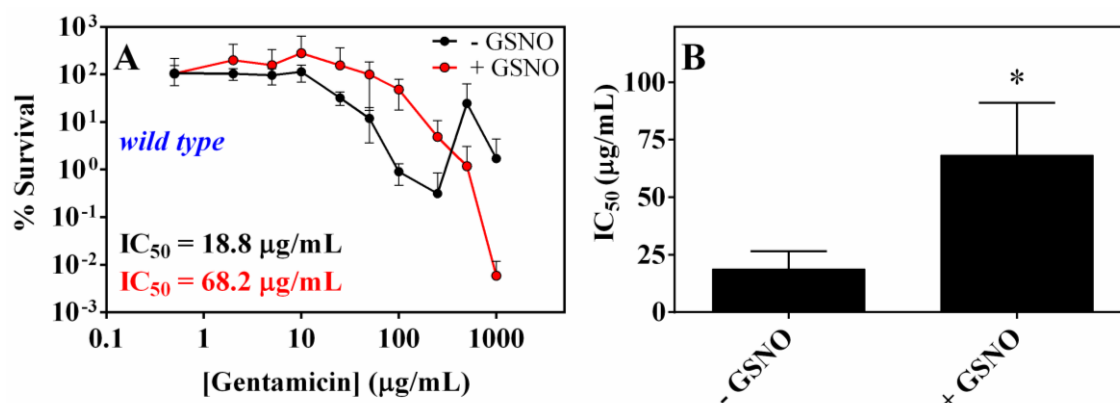 A
- GSNO
+ GSNO
wild type
IC₅₀ = 18.8 µg/mL
IC₅₀ = 68.2 µg/mL
% Survival
10³
10²
10¹
10⁰
10⁻¹
10⁻²
10⁻³
0.1 1 10 100 1000
[Gentamicin] (µg/mL)
B
*
IC₅₀ (µg/mL)
100
75
50
25
0
- GSNO
+ GSNO